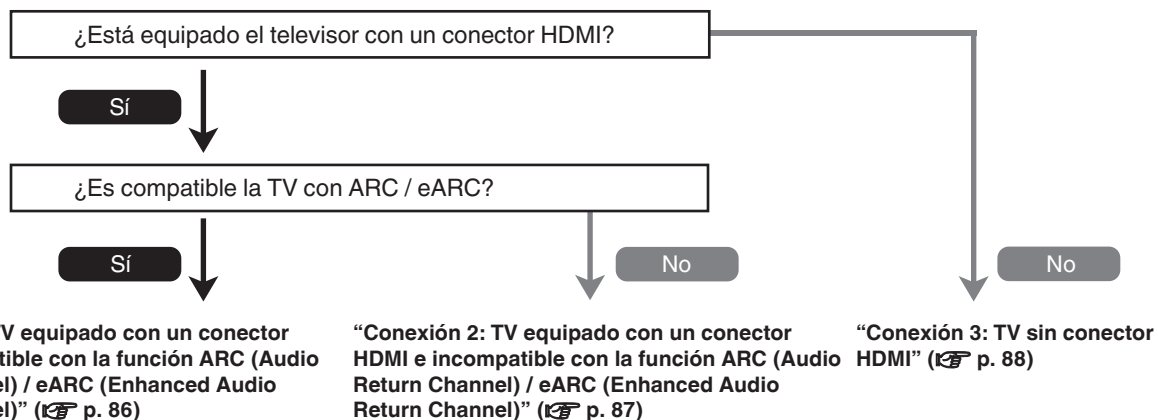 ¿Está equipado el televisor con un conector HDMI?
Sí
¿Es compatible la TV con ARC / eARC?
Sí
No
No
V equipado con un conector
tible con la función ARC (Audio
el) / eARC (Enhanced Audio
el)” (☞ p. 86)
“Conexión 2: TV equipado con un conector
HDMI e incompatible con la función ARC (Audio
Return Channel) / eARC (Enhanced Audio
Return Channel)” (☞ p. 87)
“Conexión 3: TV sin conector
HDMI” (☞ p. 88)